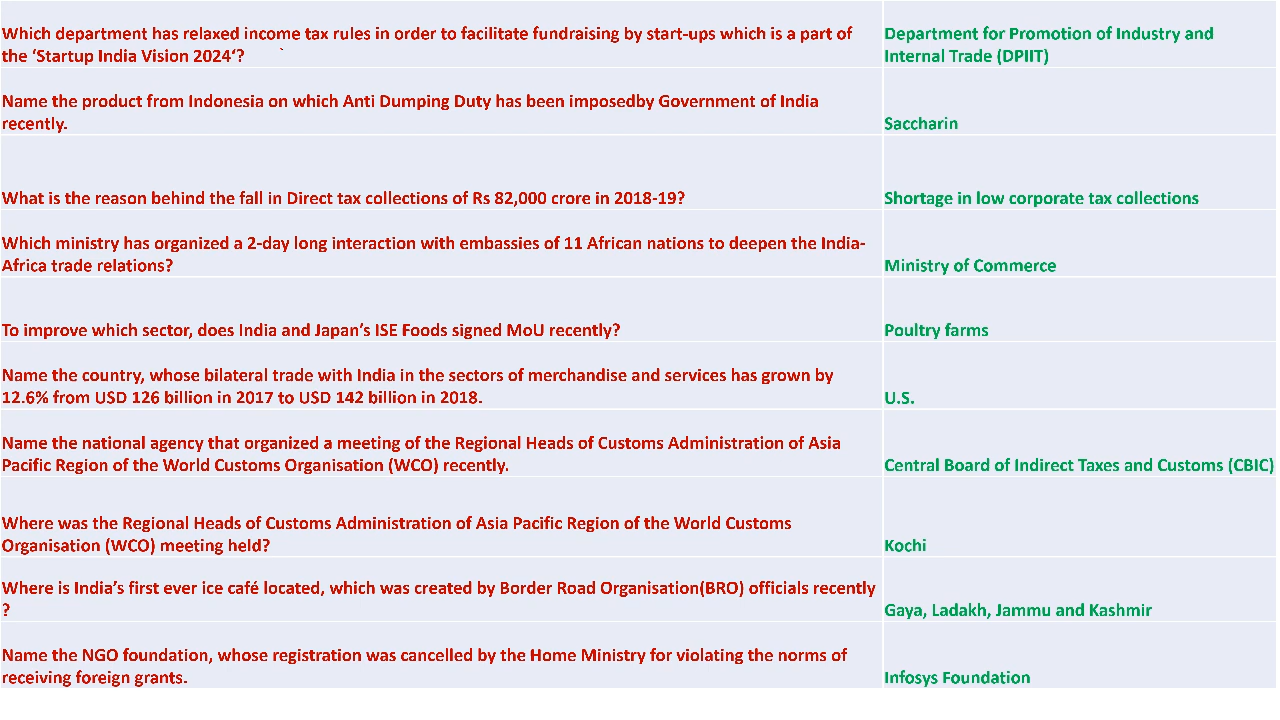 Which department has relaxed income tax rules in order to facilitate fundraising by start-ups which is a part of
the ‘Startup India Vision 2024‘? `
Department for Promotion of Industry and
Internal Trade (DPIIT)
Name the product from Indonesia on which Anti Dumping Duty has been imposedby Government of India
recently.
Saccharin
What is the reason behind the fall in Direct tax collections of Rs 82,000 crore in 2018-19?
Shortage in low corporate tax collections
Which ministry has organized a 2-day long interaction with embassies of 11 African nations to deepen the India-
Africa trade relations?
Ministry of Commerce
To improve which sector, does India and Japan’s ISE Foods signed MoU recently?
Poultry farms
Name the country, whose bilateral trade with India in the sectors of merchandise and services has grown by
12.6% from USD 126 billion in 2017 to USD 142 billion in 2018.
U.S.
Name the national agency that organized a meeting of the Regional Heads of Customs Administration of Asia
Pacific Region of the World Customs Organisation (WCO) recently.
Central Board of Indirect Taxes and Customs (CBIC)
Where was the Regional Heads of Customs Administration of Asia Pacific Region of the World Customs
Organisation (WCO) meeting held?
Kochi
Where is India’s first ever ice café located, which was created by Border Road Organisation(BRO) officials recently
?
Gaya, Ladakh, Jammu and Kashmir
Name the NGO foundation, whose registration was cancelled by the Home Ministry for violating the norms of
receiving foreign grants.
Infosys Foundation